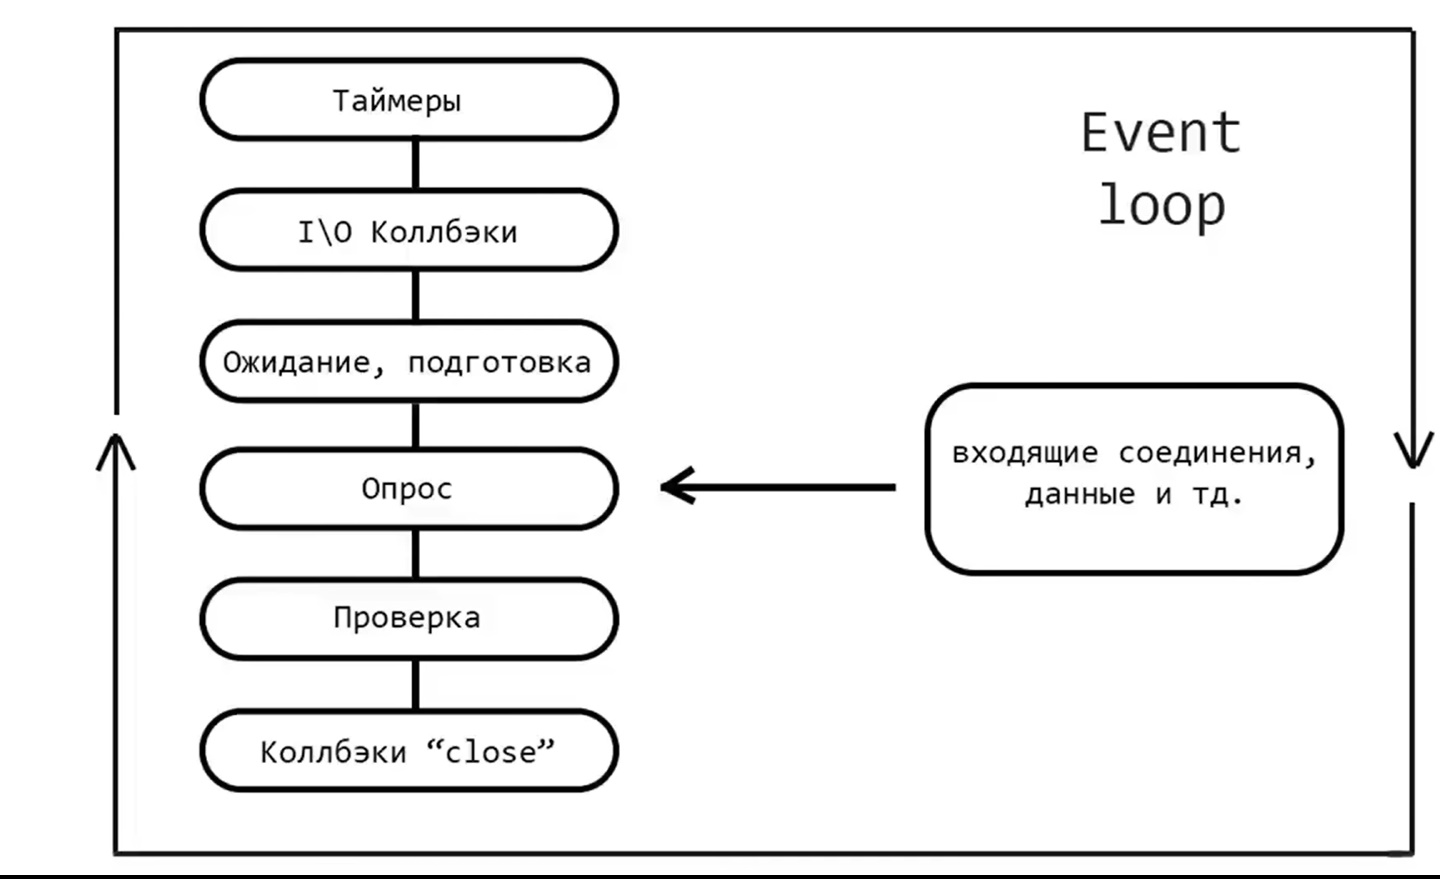 Таймеры
I\O Коллбэки
Ожидание, подготовка
Опрос
Проверка
Коллбэки “close”
Event
loop
входящие соединения,
данные и тд.